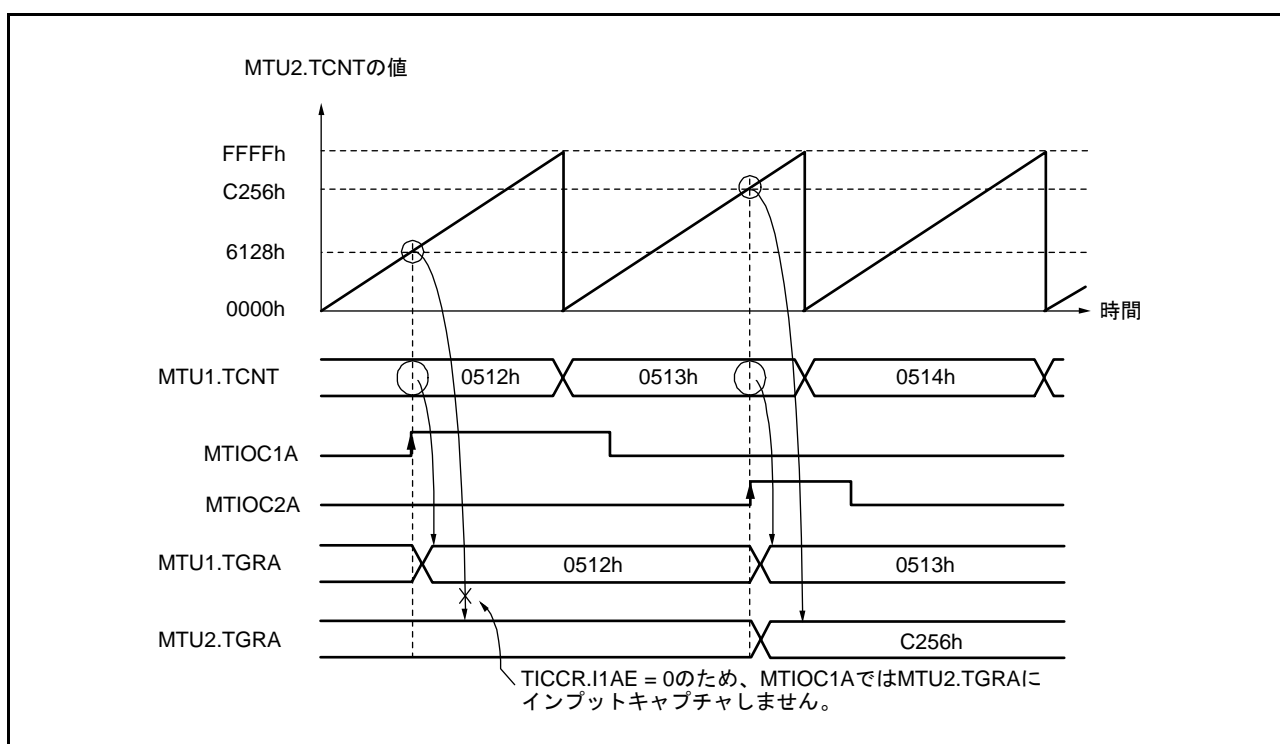 MTU2.TCNTの値
FFFFh
C256h
6128h
0000h
時間
MTU1.TCNT
0512h
0513h
0514h
MTIOC1A
MTIOC2A
MTU1.TGRA
0512h
0513h
MTU2.TGRA
C256h
TICCR.I1AE = 0のため、MTIOC1AではMTU2.TGRAに
インプットキャプチャしません。